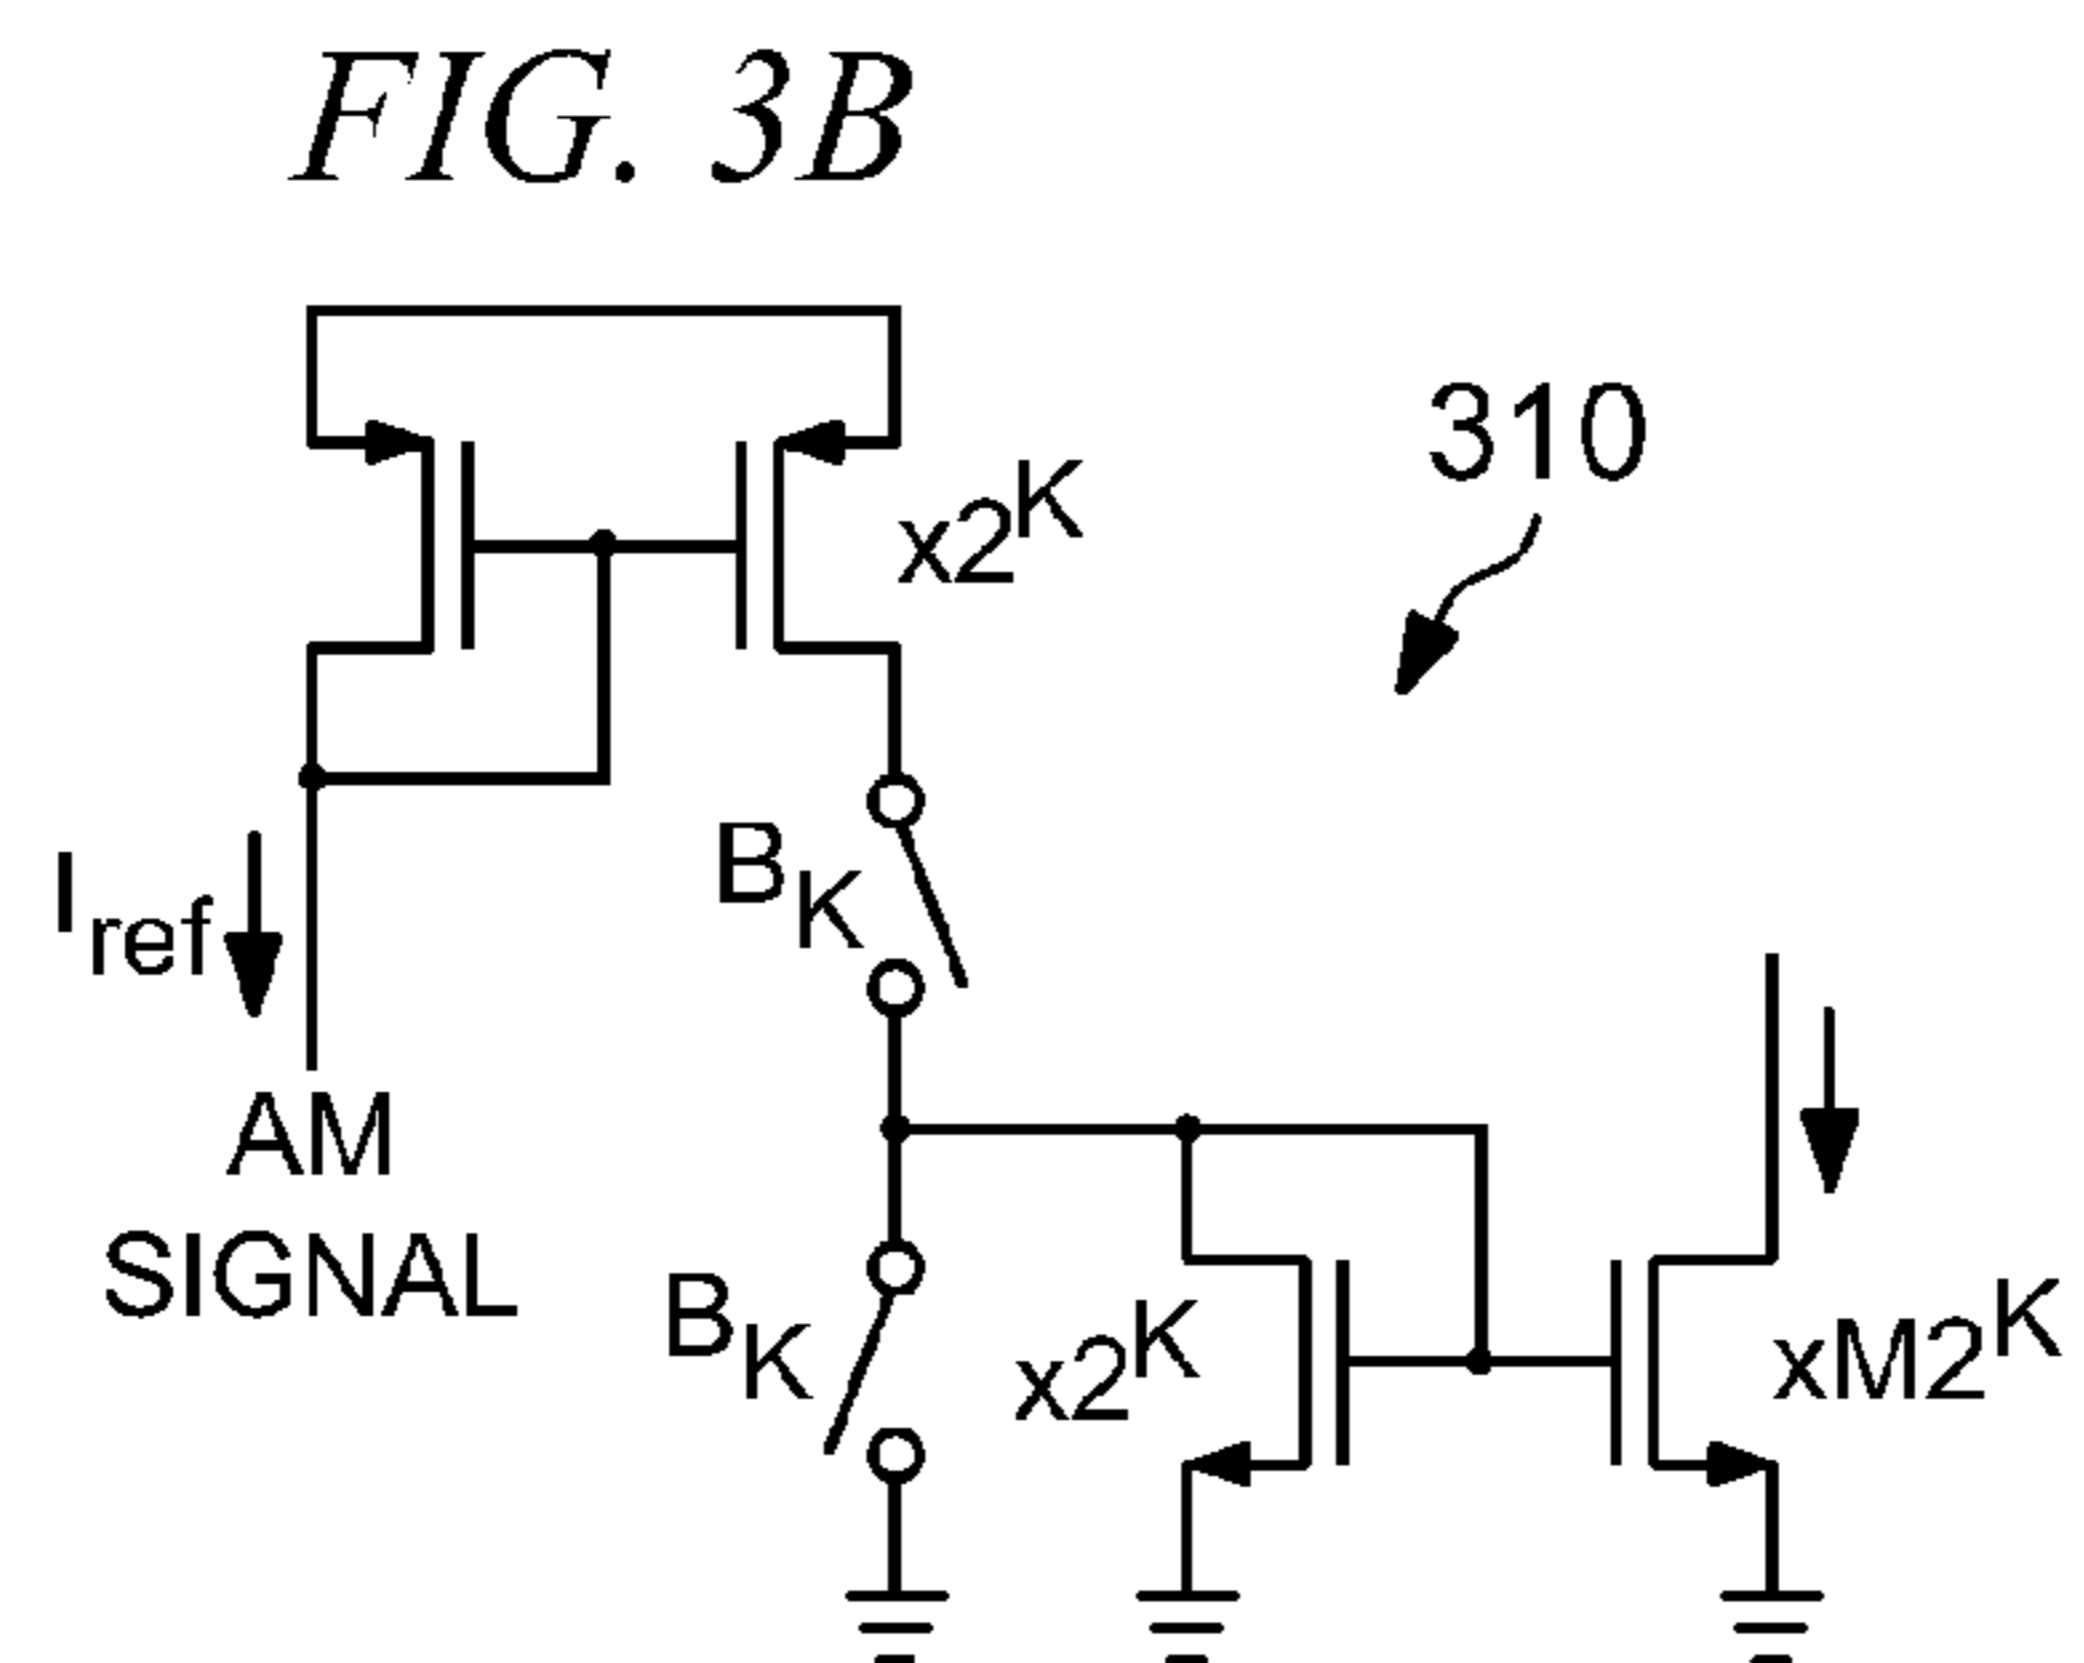 FIG. 3B
310
x2^K
B_K
I_ref
AM
SIGNAL
B_K
x2^K
xM2^K